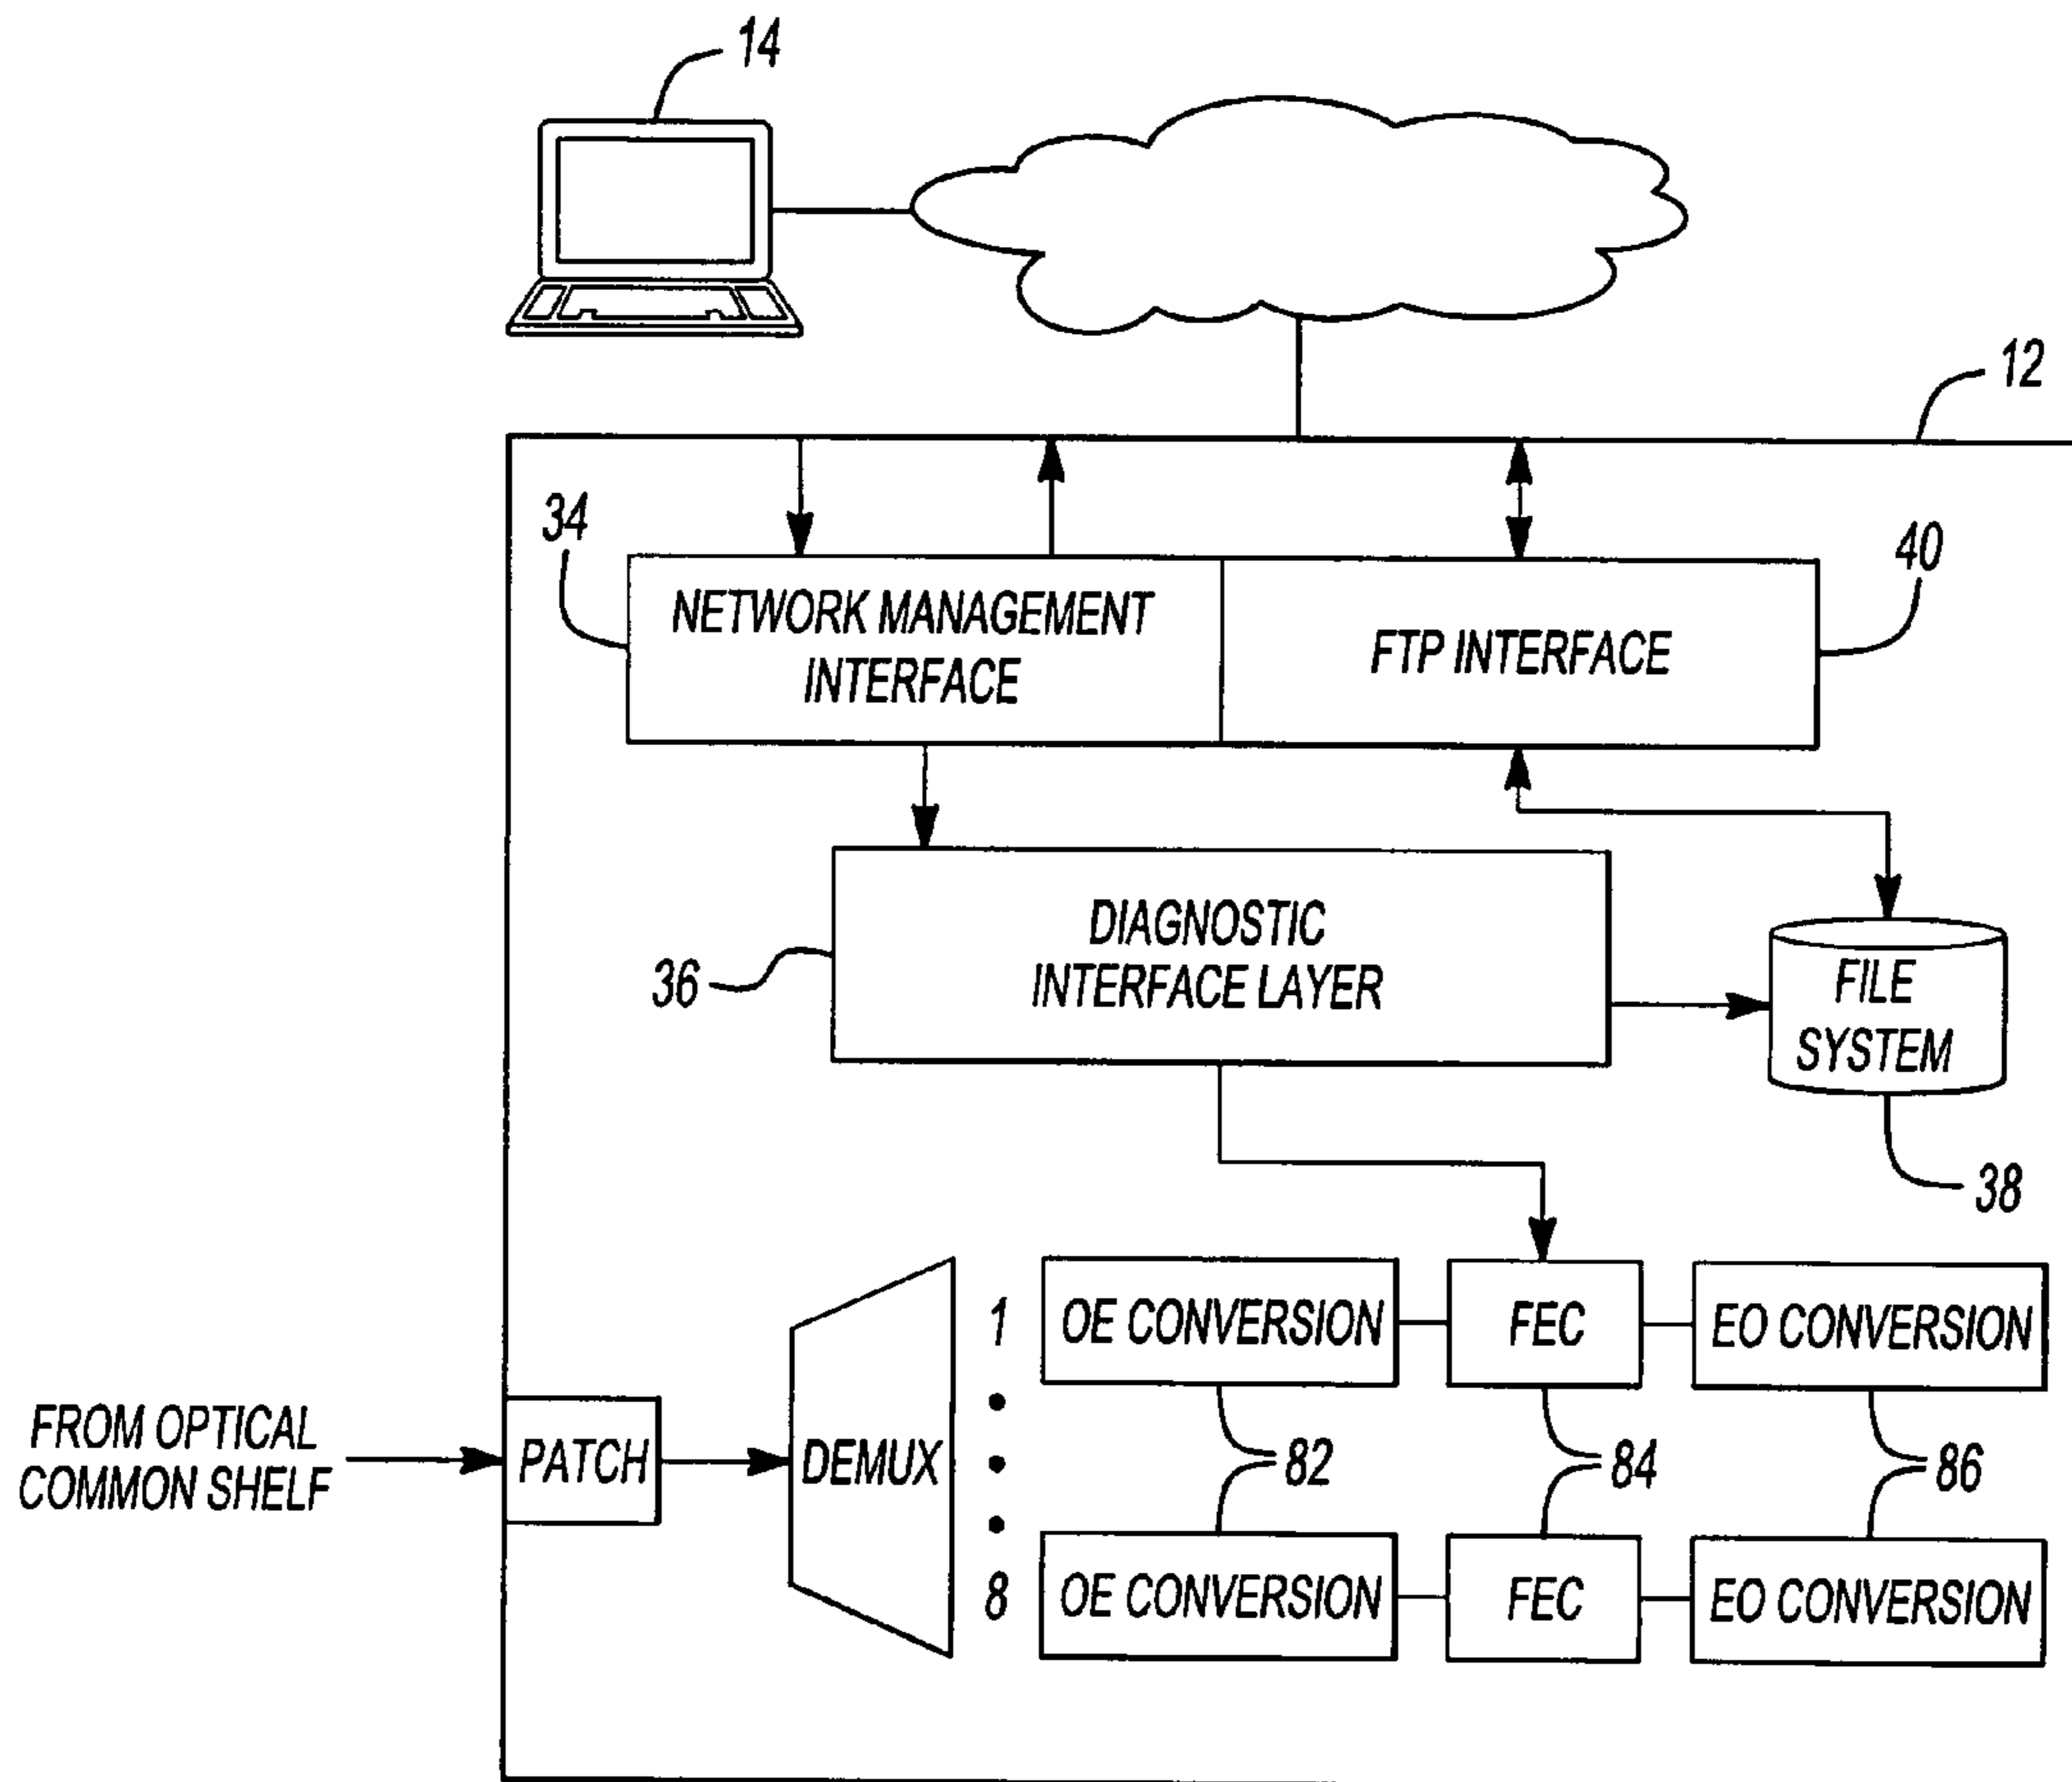 14
12
34
NETWORK MANAGEMENT
INTERFACE
FTP INTERFACE
40
DIAGNOSTIC
INTERFACE LAYER
36
FILE
SYSTEM
38
FROM OPTICAL
COMMON SHELF
PATCH
DEMUX
1
OE CONVERSION
FEC
EO CONVERSION
82
84
86
8
OE CONVERSION
FEC
EO CONVERSION